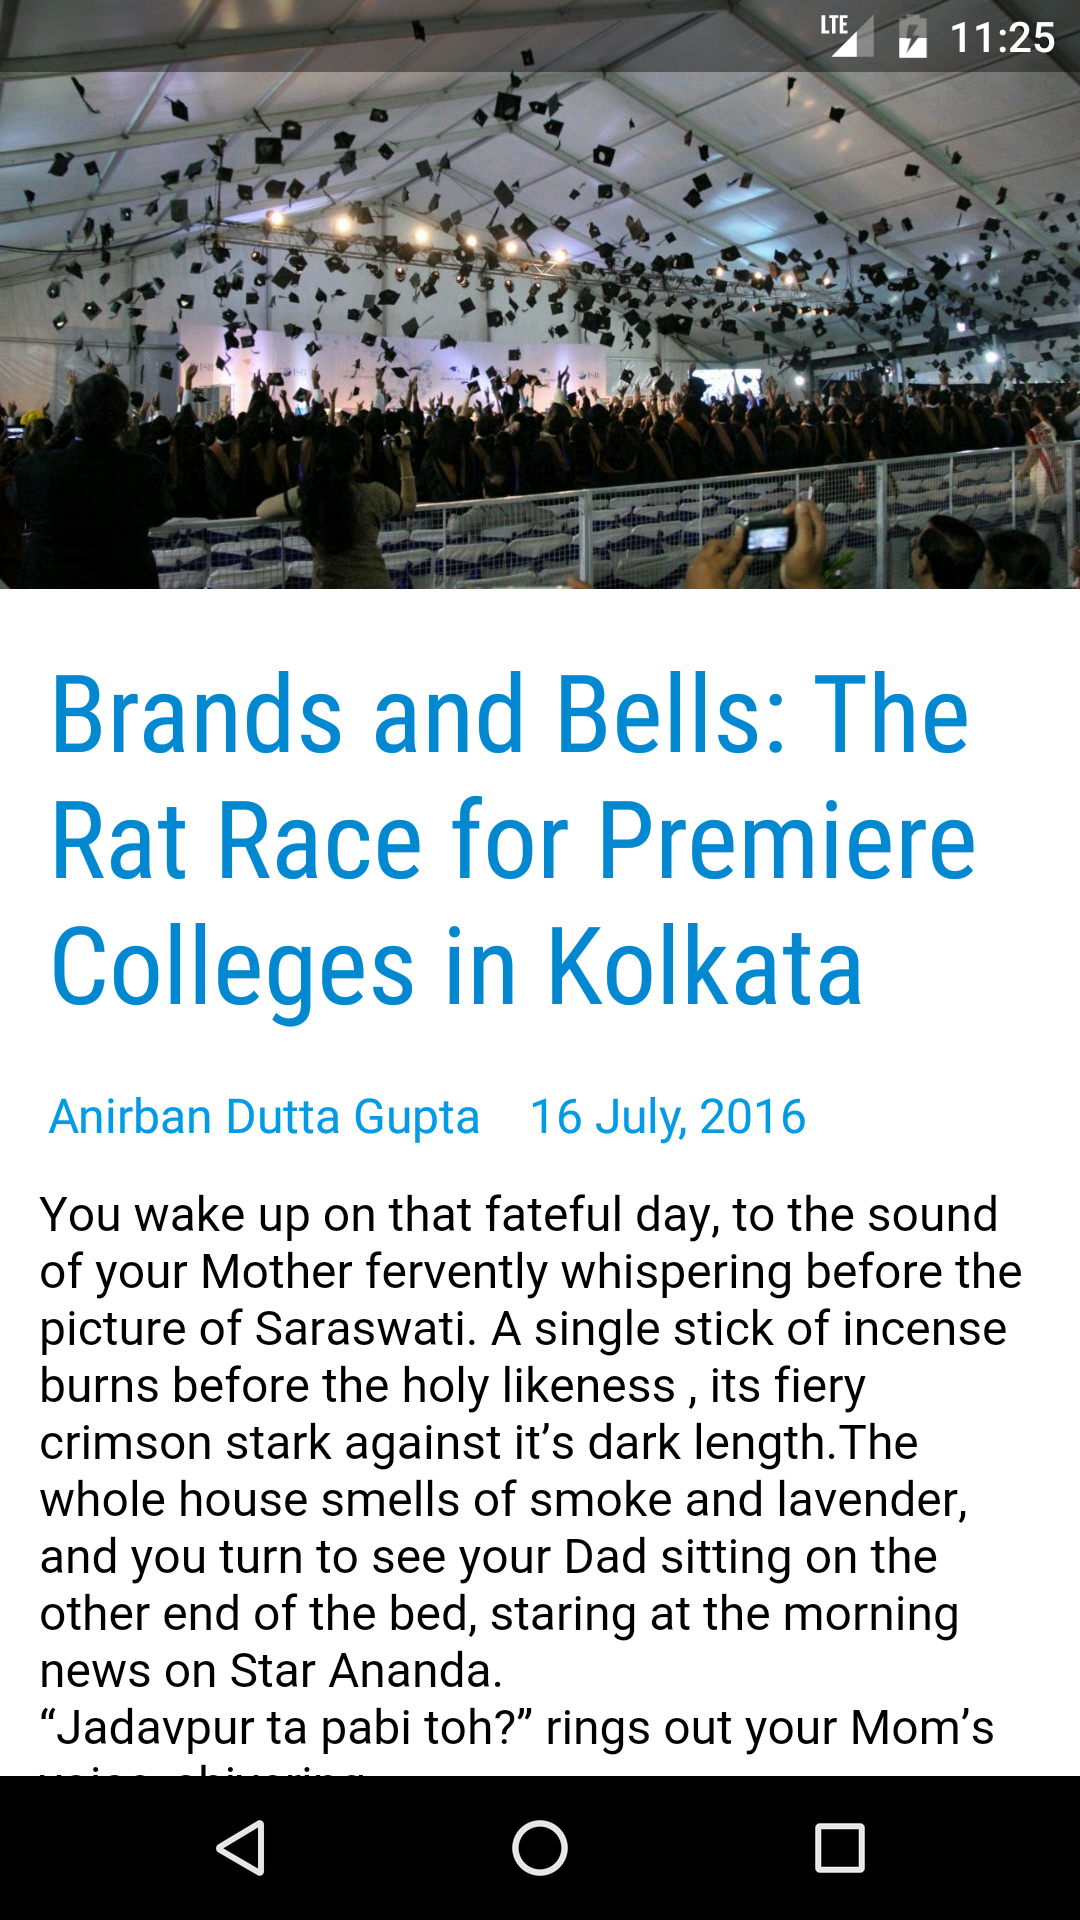 LTE 11:25
Brands and Bells: The
Rat Race for Premiere
Colleges in Kolkata
Anirban Dutta Gupta 16 July, 2016
You wake up on that fateful day, to the sound
of your Mother fervently whispering before the
picture of Saraswati. A single stick of incense
burns before the holy likeness , its fiery
crimson stark against it’s dark length.The
whole house smells of smoke and lavender,
and you turn to see your Dad sitting on the
other end of the bed, staring at the morning
news on Star Ananda.
“Jadavpur ta pabi toh?” rings out your Mom’s